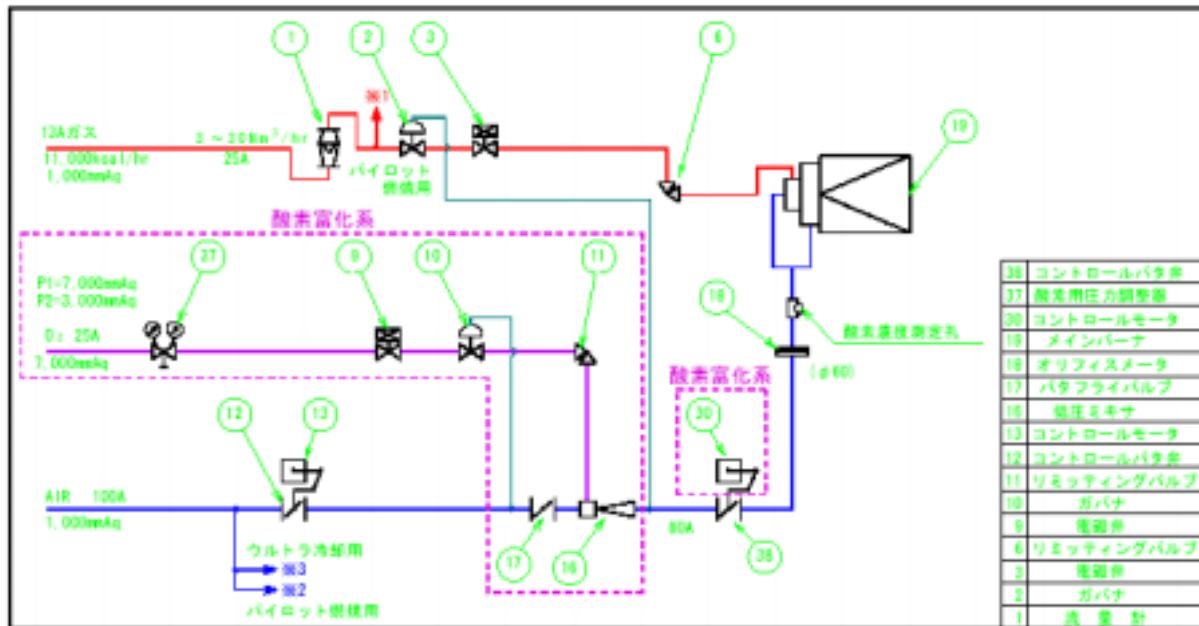 1
2
3
6
19
※1
13Aガス
25A
11,000kcal/hr
1,000mmAq
パイロット
燃焼用
酸素富化系
37
9
10
11
P1=7,000mmAq
P2=3,000mmAq
O₂ 25A
7,000mmAq
18
酸素濃度測定孔
(φ60)
酸素富化系
12
13
30
AIR 100A
1,000mmAq
80A
17
16
38
ウルトラ冷却用
※3
※2
パイロット燃焼用
38 コントロールバタ弁
37 酸素用圧力調整器
30 コントロールモータ
19 メインバーナ
18 オリフィスメータ
17 バタフライバルブ
16 低圧ミキサ
13 コントロールモータ
12 コントロールバタ弁
11 リミッティングバルブ
10 ガバナ
9 電磁弁
6 リミッティングバルブ
3 電磁弁
2 ガバナ
1 流量計